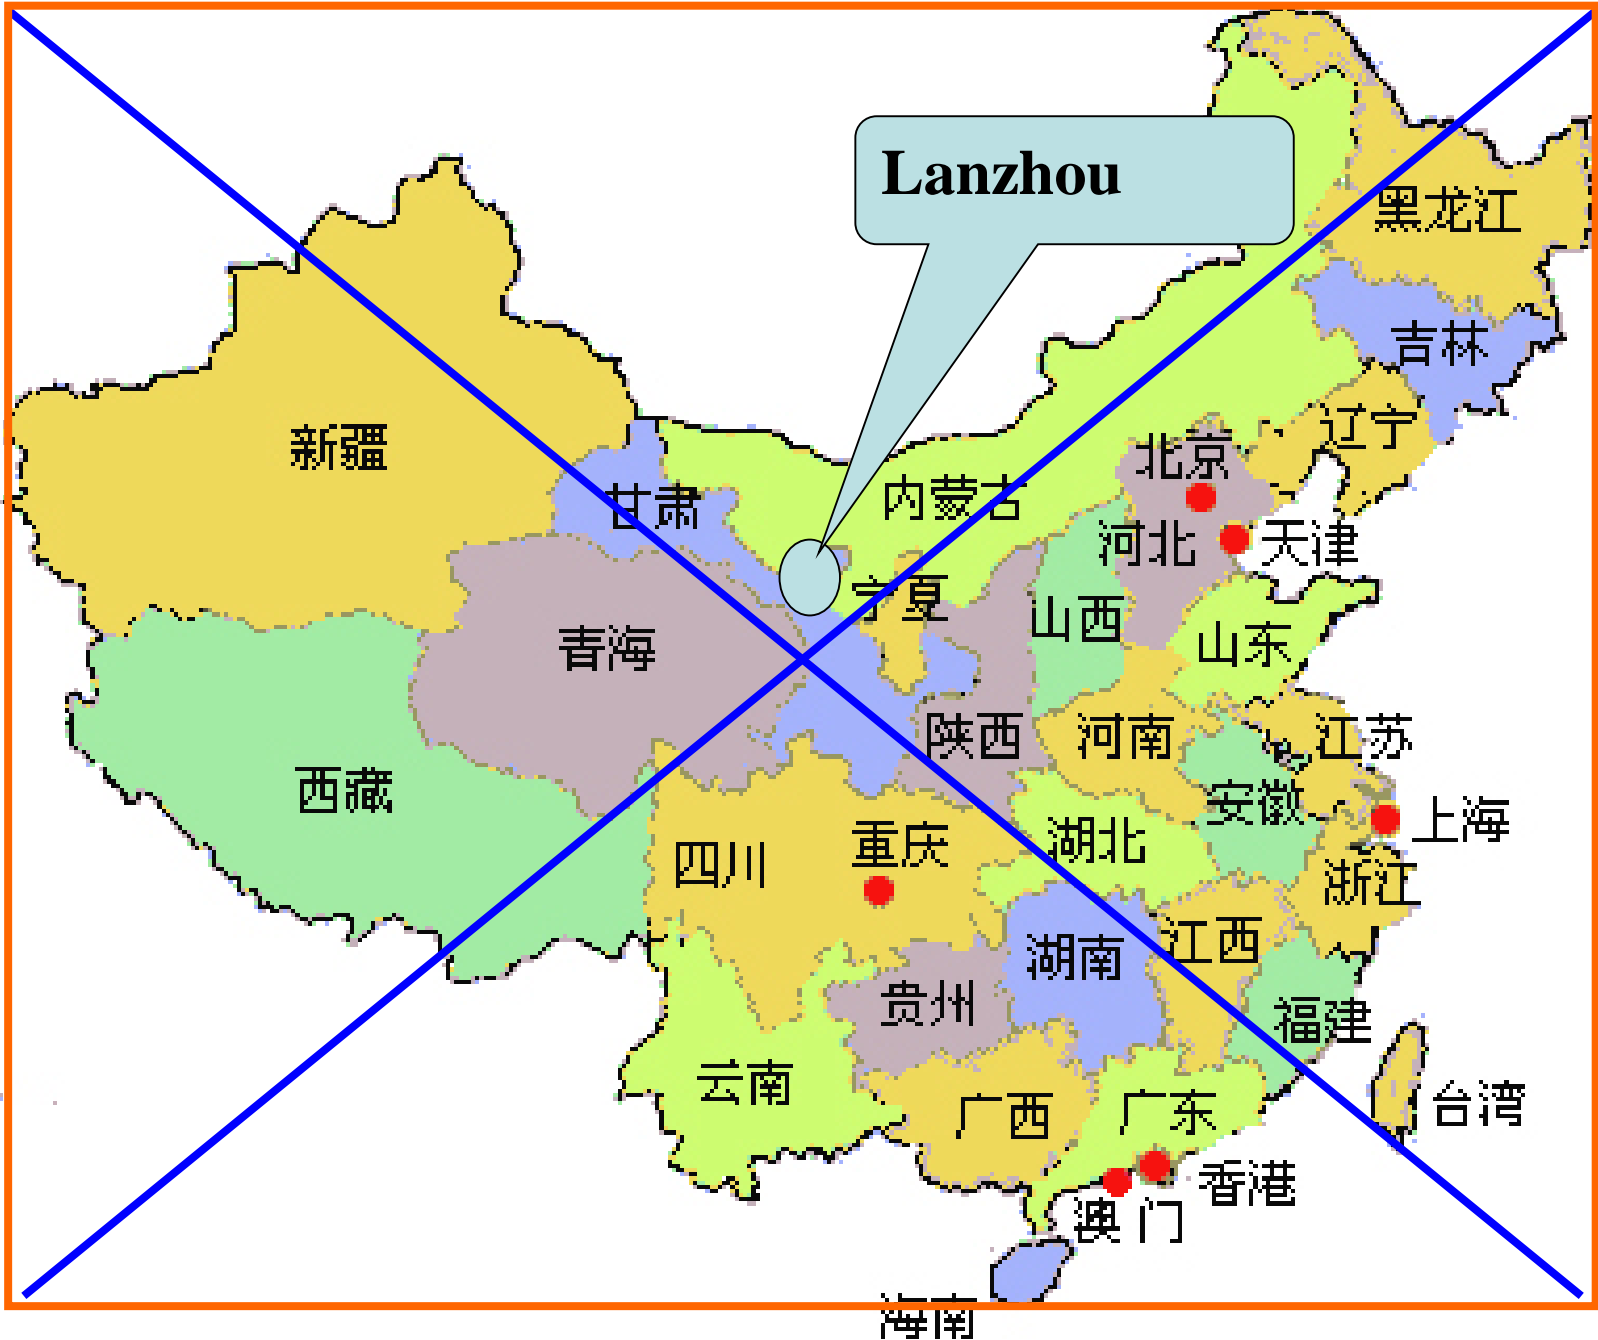 Lanzhou
黑龙江
吉林
辽宁
新疆
北京
甘肃
内蒙古
河北
天津
宁夏
山西
青海
山东
陕西
河南
江苏
西藏
安徽
上海
湖北
重庆
四川
浙江
江西
湖南
贵州
福建
云南
台湾
广西
广东
香港
澳门
海南